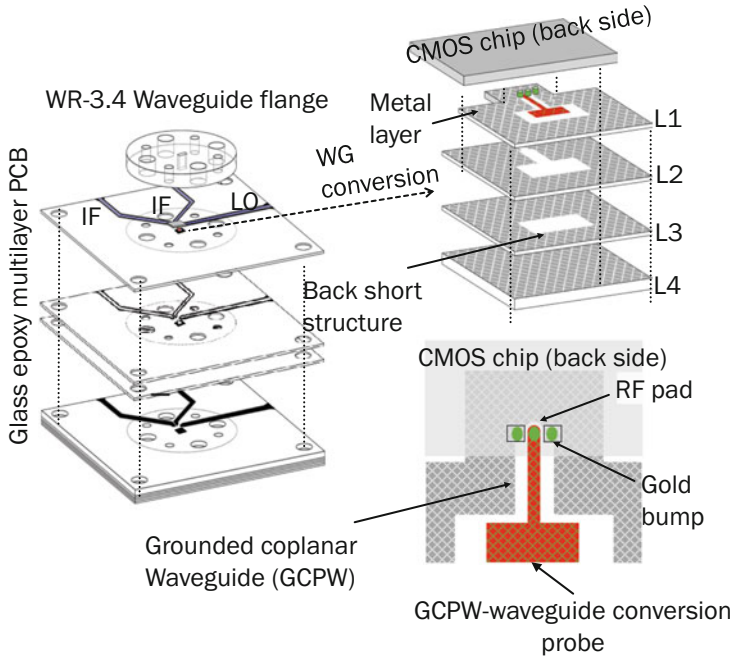 CMOS chip (back side)
WR-3.4 Waveguide flange
Metal
layer
L1
WG
conversion
L2
IF
IF
LO
L3
Glass epoxy multilayer PCB
L4
Back short
structure
CMOS chip (back side)
RF pad
Gold
bump
Grounded coplanar
Waveguide (GCPW)
GCPW-waveguide conversion
probe